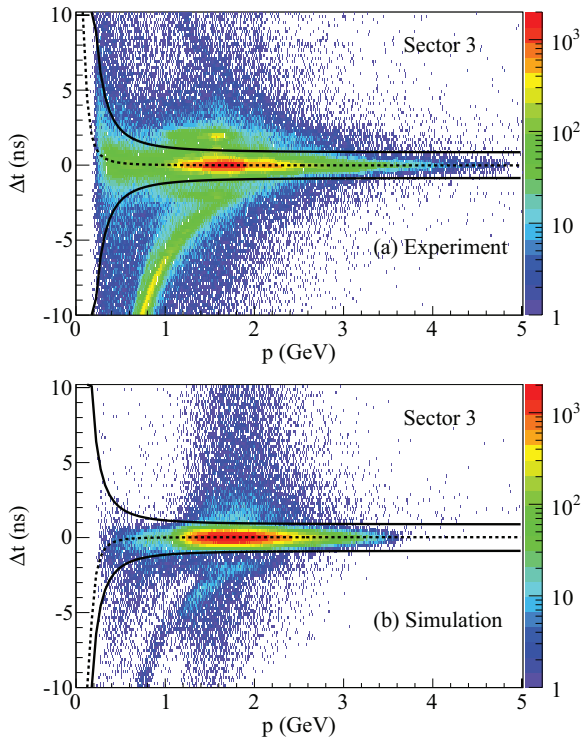 10
Sector 3
10³
5
Δt (ns)
0
10²
-5
(a) Experiment
10
-10
1
0 1 2 3 4 5
p (GeV)
10
Sector 3
10³
5
Δt (ns)
0
10²
-5
10
(b) Simulation
-10
1
0 1 2 3 4 5
p (GeV)